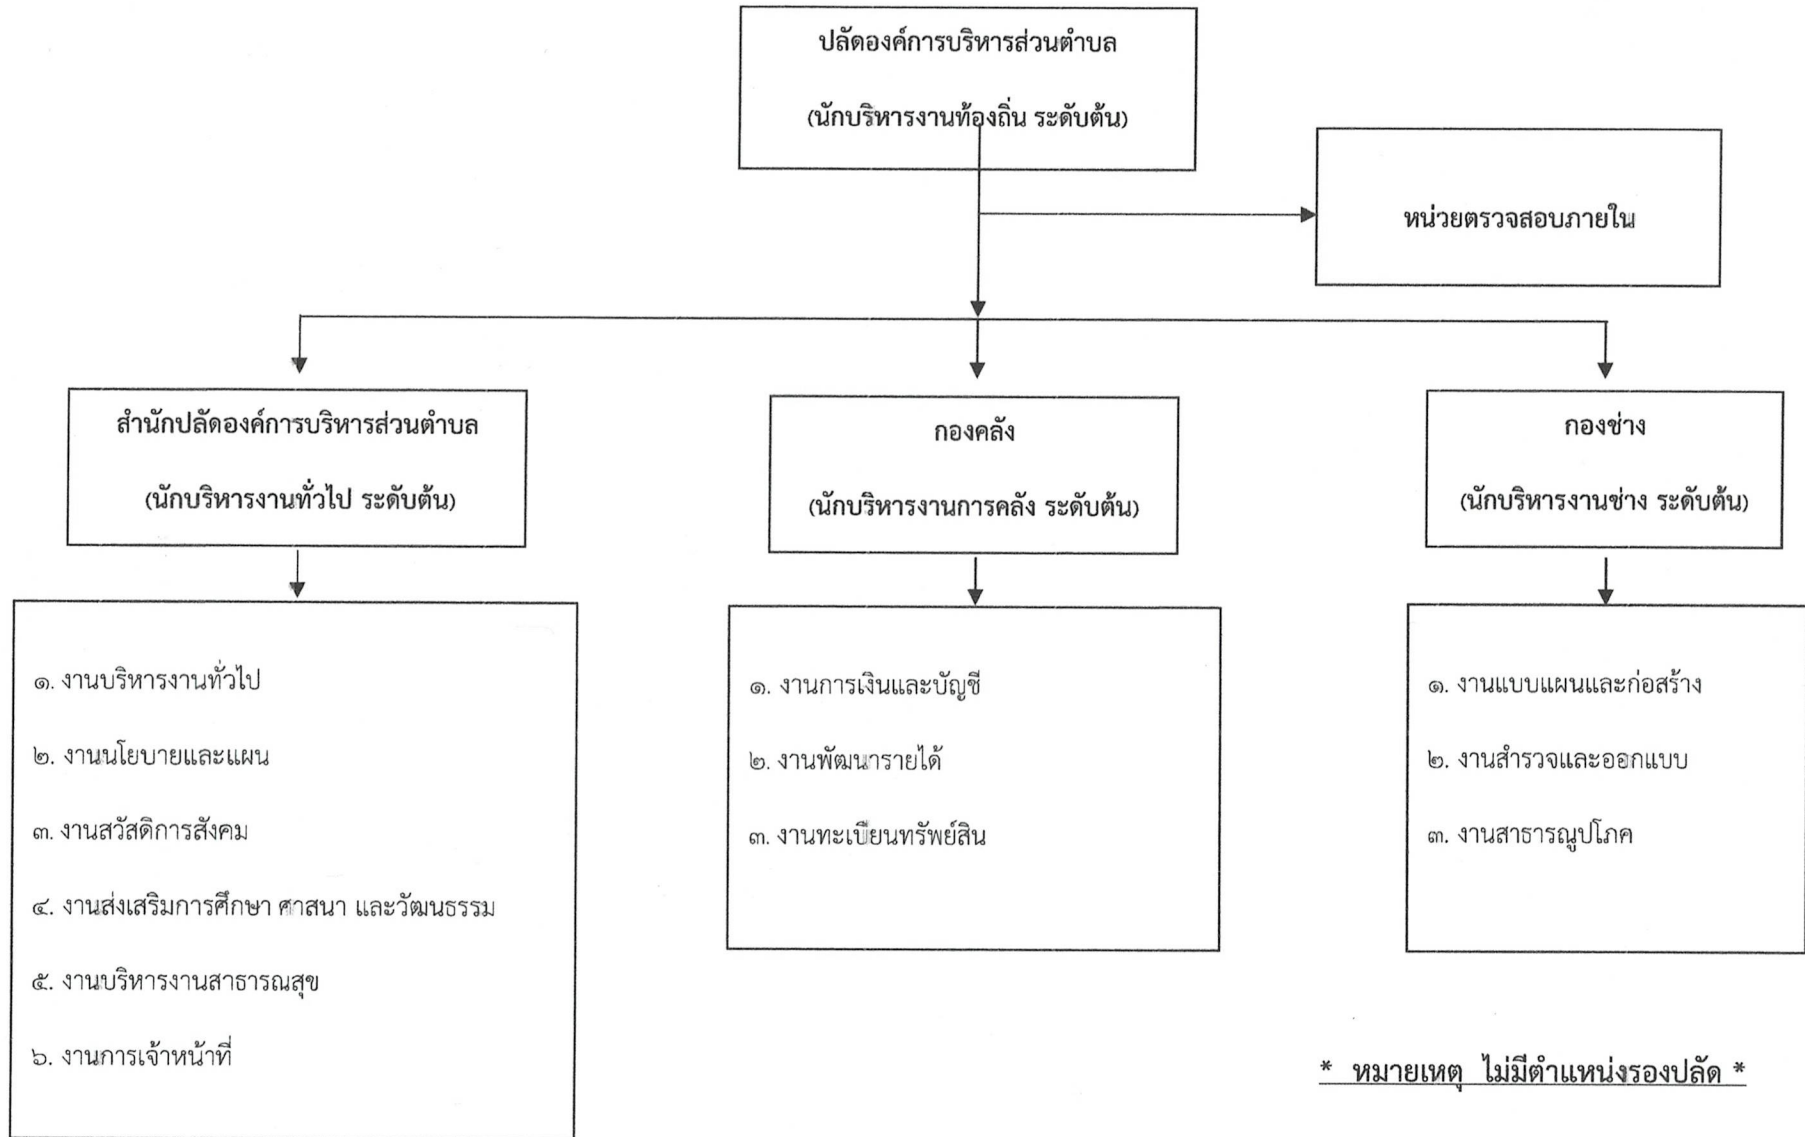 ปลัดองค์การบริหารส่วนตำบล
(นักบริหารงานท้องถิ่น ระดับต้น)
หน่วยตรวจสอบภายใน
สำนักปลัดองค์การบริหารส่วนตำบล
(นักบริหารงานทั่วไป ระดับต้น)
กองคลัง
(นักบริหารงานการคลัง ระดับต้น)
กองช่าง
(นักบริหารงานช่าง ระดับต้น)
๑. งานบริหารงานทั่วไป
๒. งานนโยบายและแผน
๓. งานสวัสดิการสังคม
๔. งานส่งเสริมการศึกษา ศาสนา และวัฒนธรรม
๕. งานบริหารงานสาธารณสุข
๖. งานการเจ้าหน้าที่
๑. งานการเงินและบัญชี
๒. งานพัฒนารายได้
๓. งานทะเบียนทรัพย์สิน
๑. งานแบบแผนและก่อสร้าง
๒. งานสำรวจและออกแบบ
๓. งานสาธารณูปโภค
* หมายเหตุ ไม่มีตำแหน่งรองปลัด *